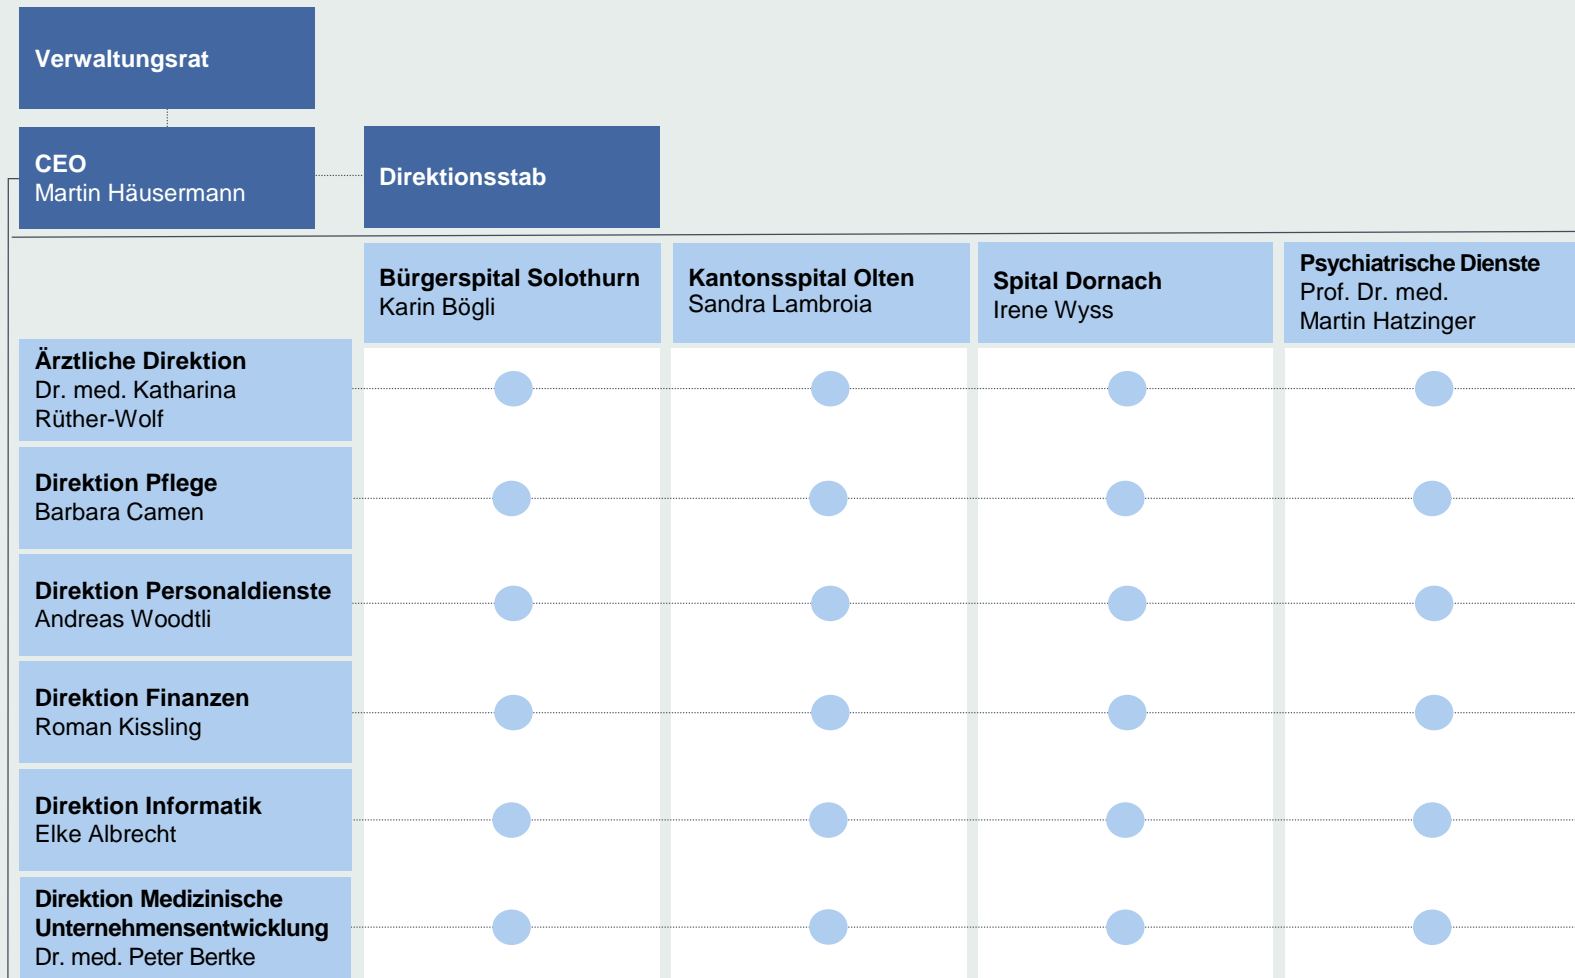 Verwaltungsrat
CEO
Martin Häusermann
Direktionsstab
Bürgerspital Solothurn
Karin Bögli
Kantonsspital Olten
Sandra Lambroia
Spital Dornach
Irene Wyss
Psychiatrische Dienste
Prof. Dr. med.
Martin Hatzinger
Ärztliche Direktion
Dr. med. Katharina
Rüther-Wolf
Direktion Pflege
Barbara Camen
Direktion Personaldienste
Andreas Woodtli
Direktion Finanzen
Roman Kissling
Direktion Informatik
Elke Albrecht
Direktion Medizinische
Unternehmensentwicklung
Dr. med. Peter Bertke